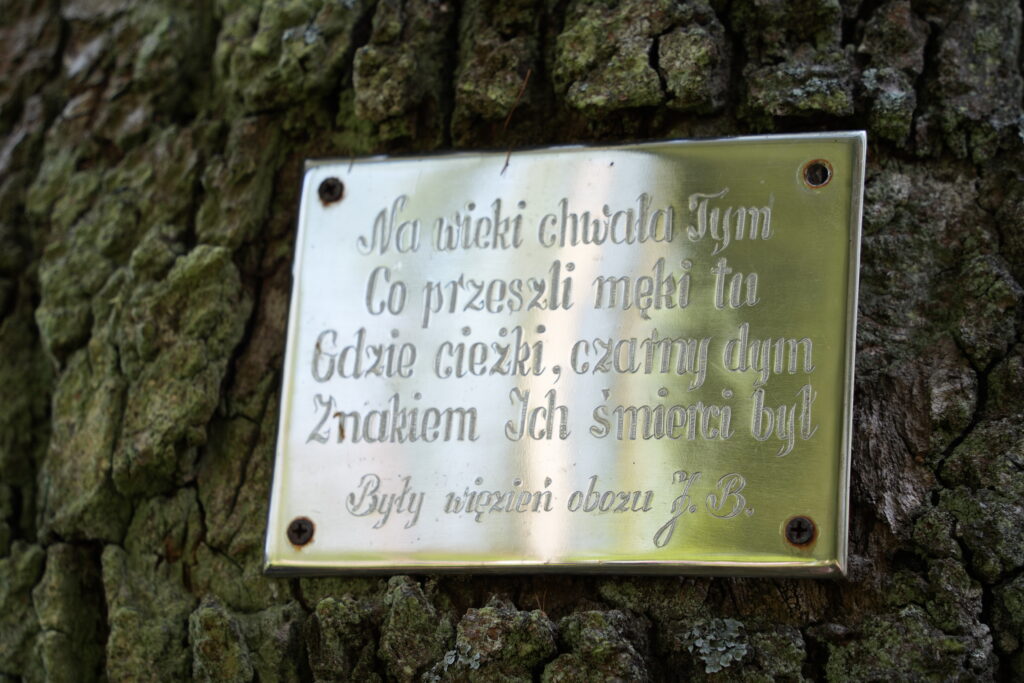 Na wieki chwała Tym
Co przeszli męki tu
Gdzie ciężki, czarny dym
Znakiem Ich śmierci był
Były więzień obozu J. B.